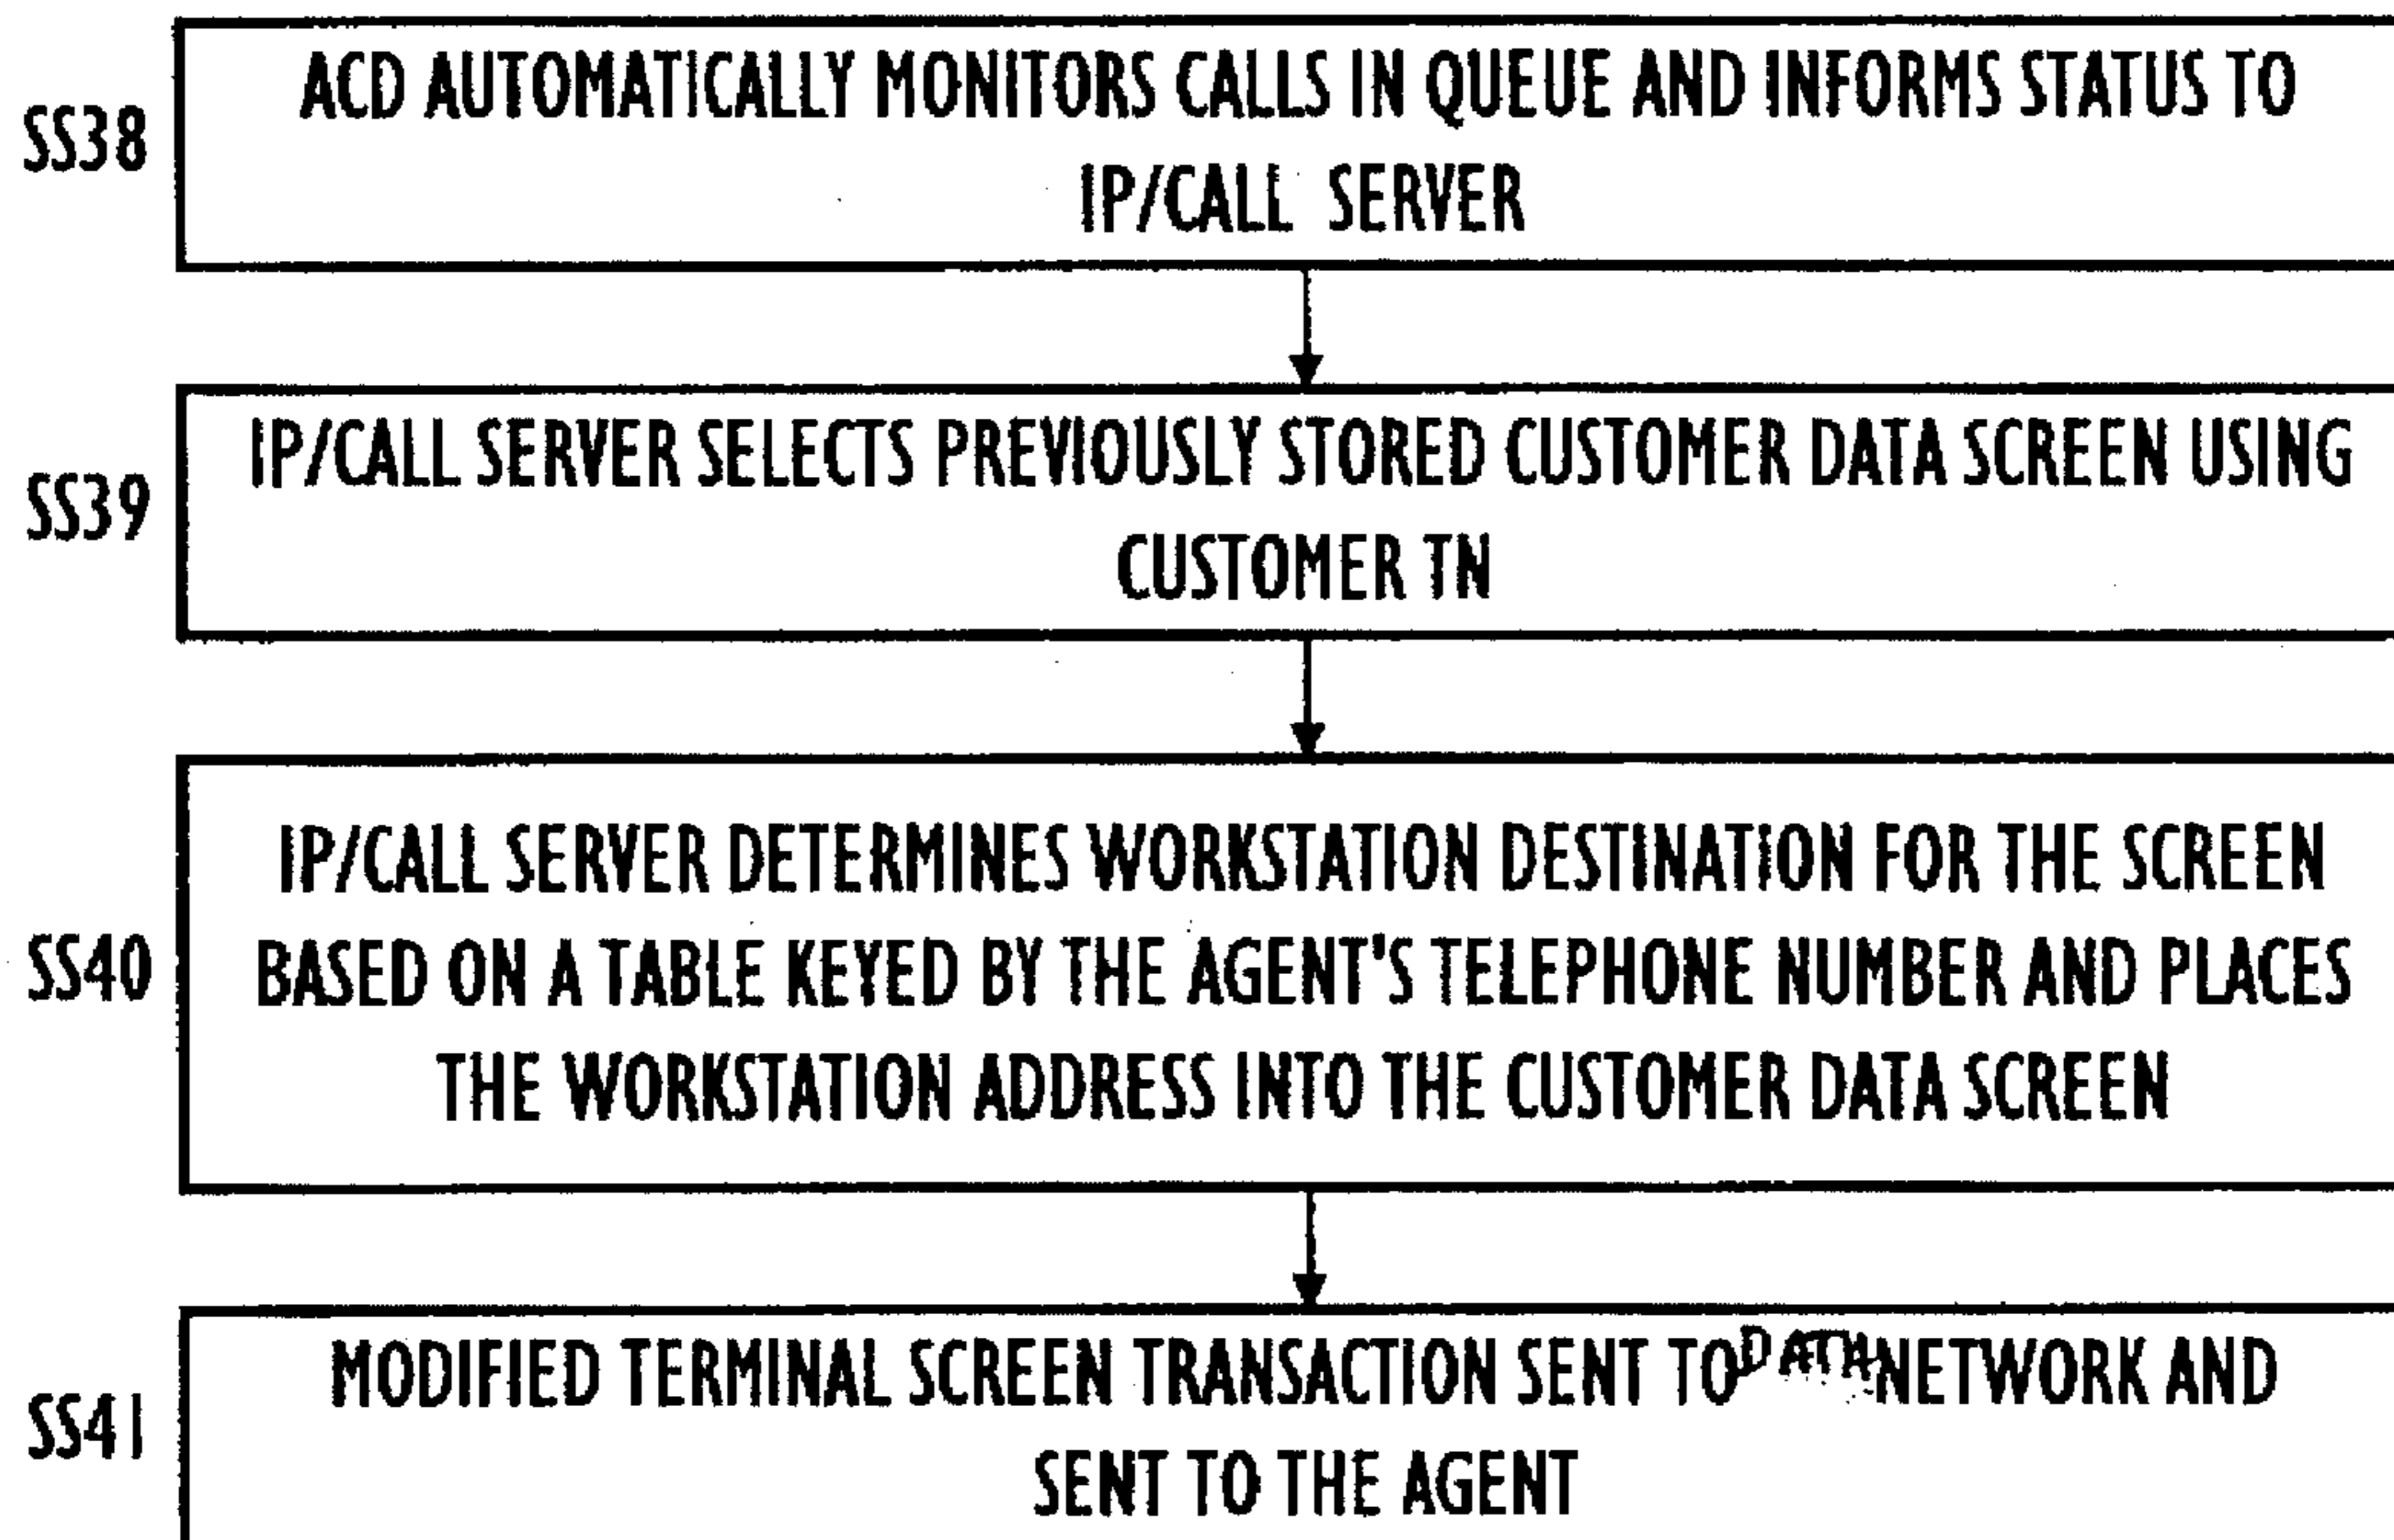 SS38
ACD AUTOMATICALLY MONITORS CALLS IN QUEUE AND INFORMS STATUS TO
IP/CALL SERVER
SS39
IP/CALL SERVER SELECTS PREVIOUSLY STORED CUSTOMER DATA SCREEN USING
CUSTOMER TN
SS40
IP/CALL SERVER DETERMINES WORKSTATION DESTINATION FOR THE SCREEN
BASED ON A TABLE KEYED BY THE AGENT'S TELEPHONE NUMBER AND PLACES
THE WORKSTATION ADDRESS INTO THE CUSTOMER DATA SCREEN
SS41
MODIFIED TERMINAL SCREEN TRANSACTION SENT TO DATA NETWORK AND
SENT TO THE AGENT